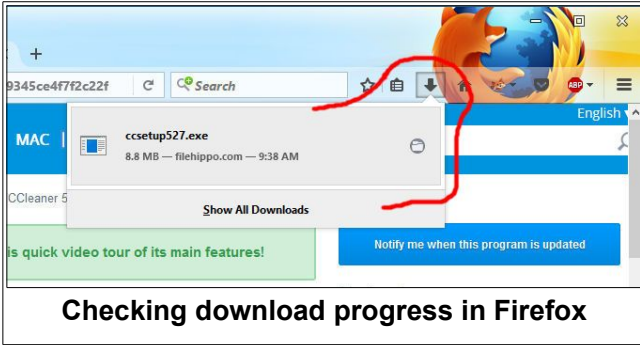 9345ce4f7f2c22f
Search
ABP
English
MAC |
ccsetup527.exe
8.8 MB — filehippo.com — 9:38 AM
CCleaner 5
Show All Downloads
is quick video tour of its main features!
Notify me when this program is updated
Checking download progress in Firefox